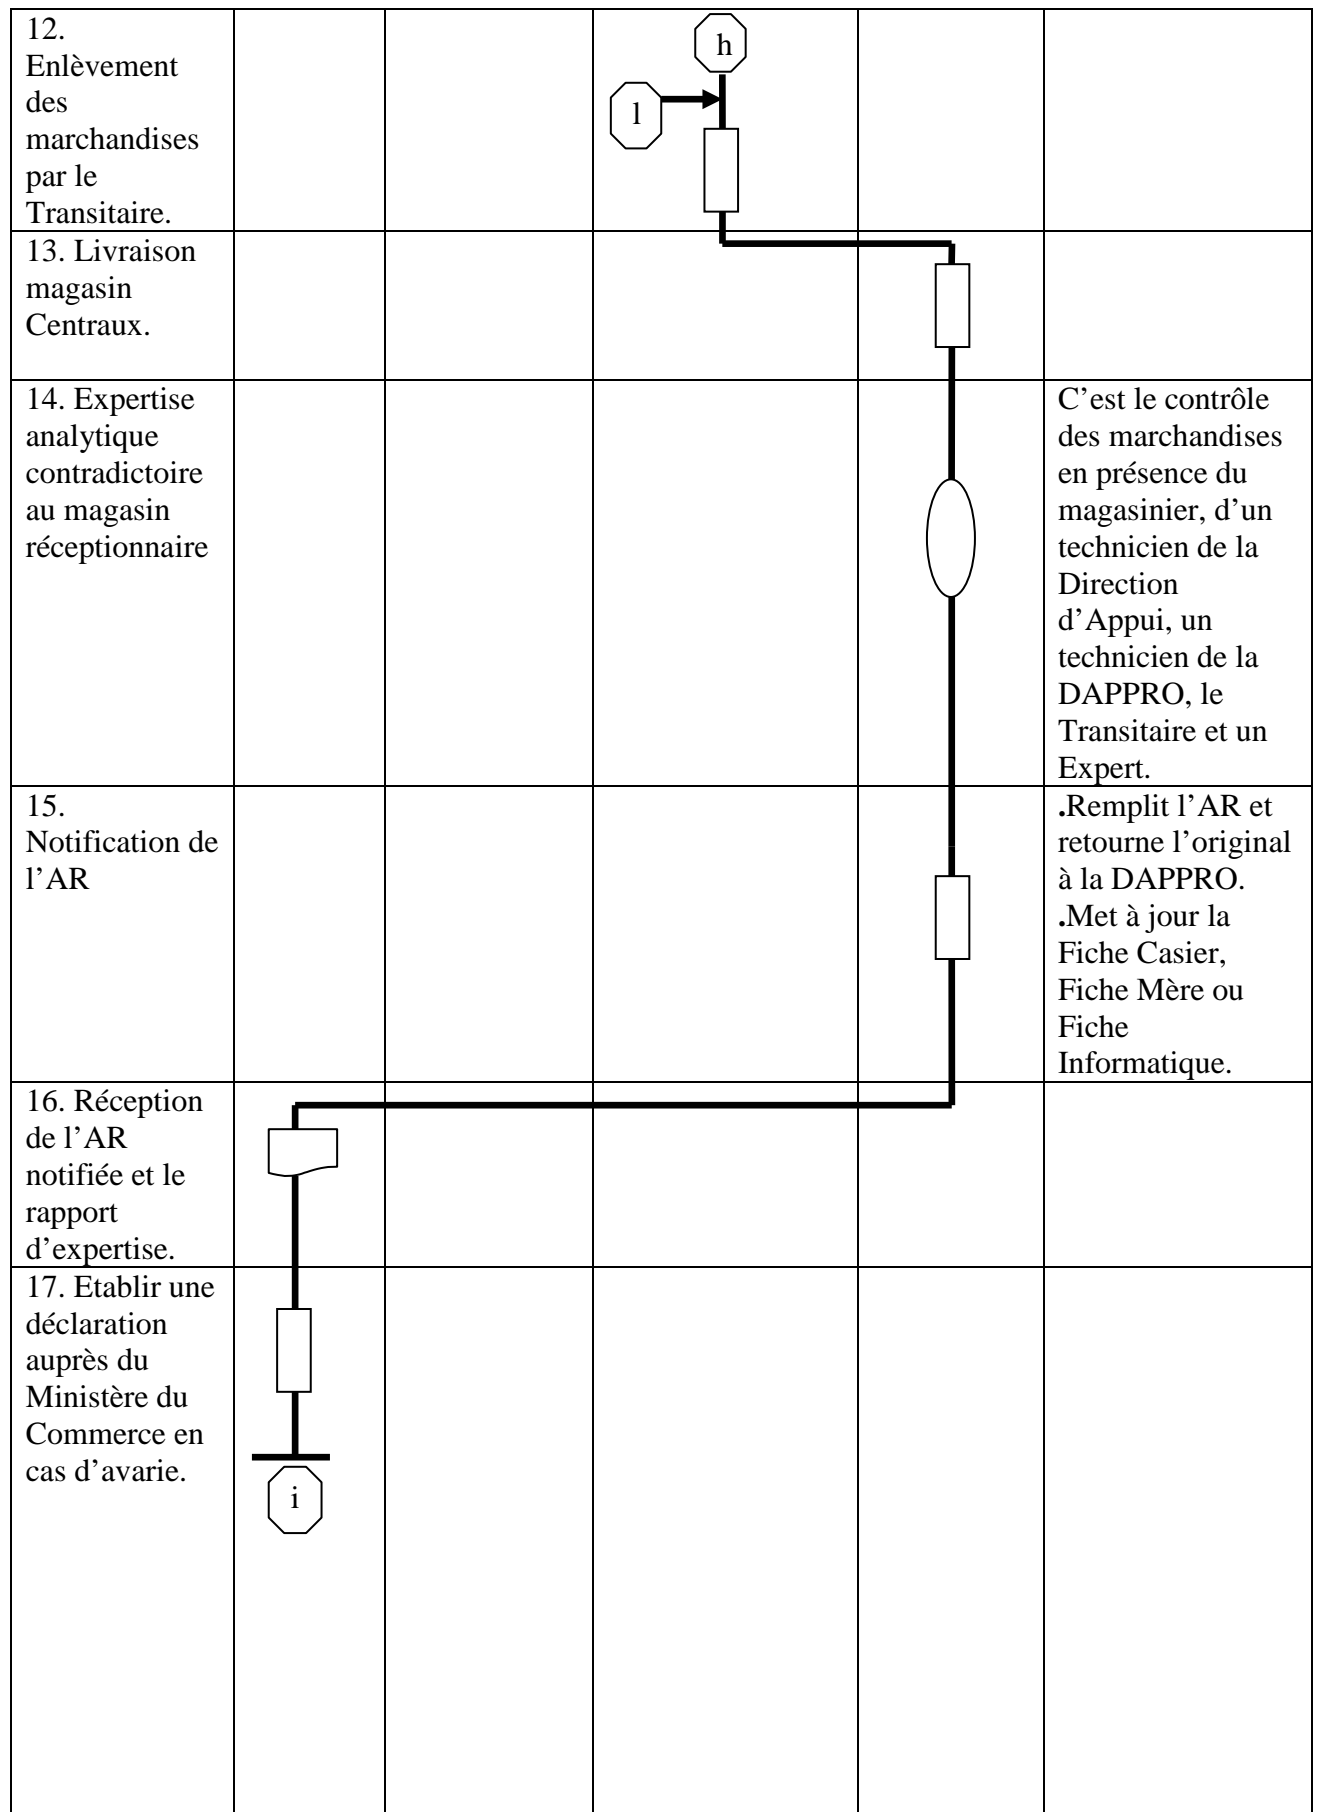 12.
Enlèvement
des
marchandises
par le
Transitaire.
h
l
13. Livraison
magasin
Centraux.
14. Expertise
analytique
contradictoire
au magasin
réceptionnaire
C’est le contrôle
des marchandises
en présence du
magasinier, d’un
technicien de la
Direction
d’Appui, un
technicien de la
DAPPRO, le
Transitaire et un
Expert.
15.
Notification de
l’AR
.Remplit l’AR et
retourne l’original
à la DAPPRO.
.Met à jour la
Fiche Casier,
Fiche Mère ou
Fiche
Informatique.
16. Réception
de l’AR
notifiée et le
rapport
d’expertise.
17. Etablir une
déclaration
auprès du
Ministère du
Commerce en
cas d’avarie.
i